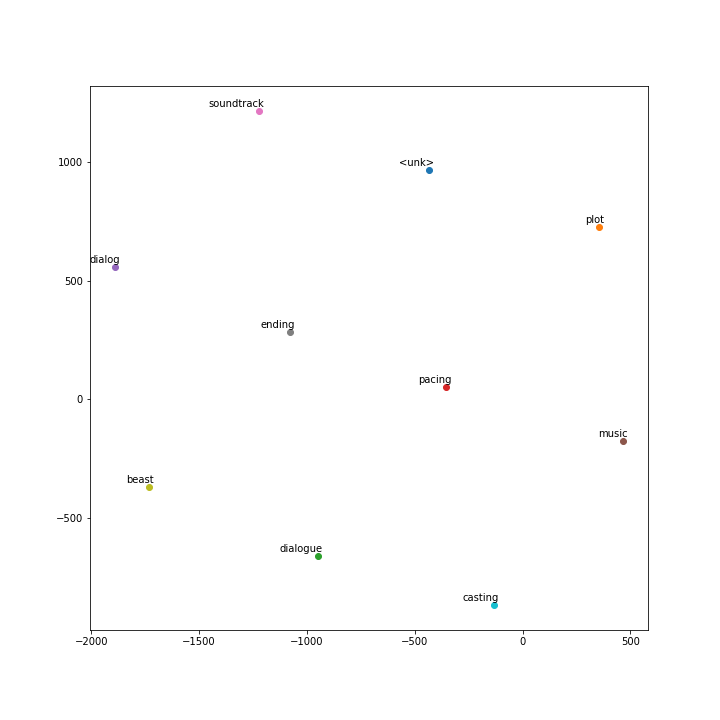 soundtrack
<unk>
1000
plot
dialog
500
ending
pacing
0
music
beast
−500
dialogue
casting
−2000 −1500 −1000 −500 0 500